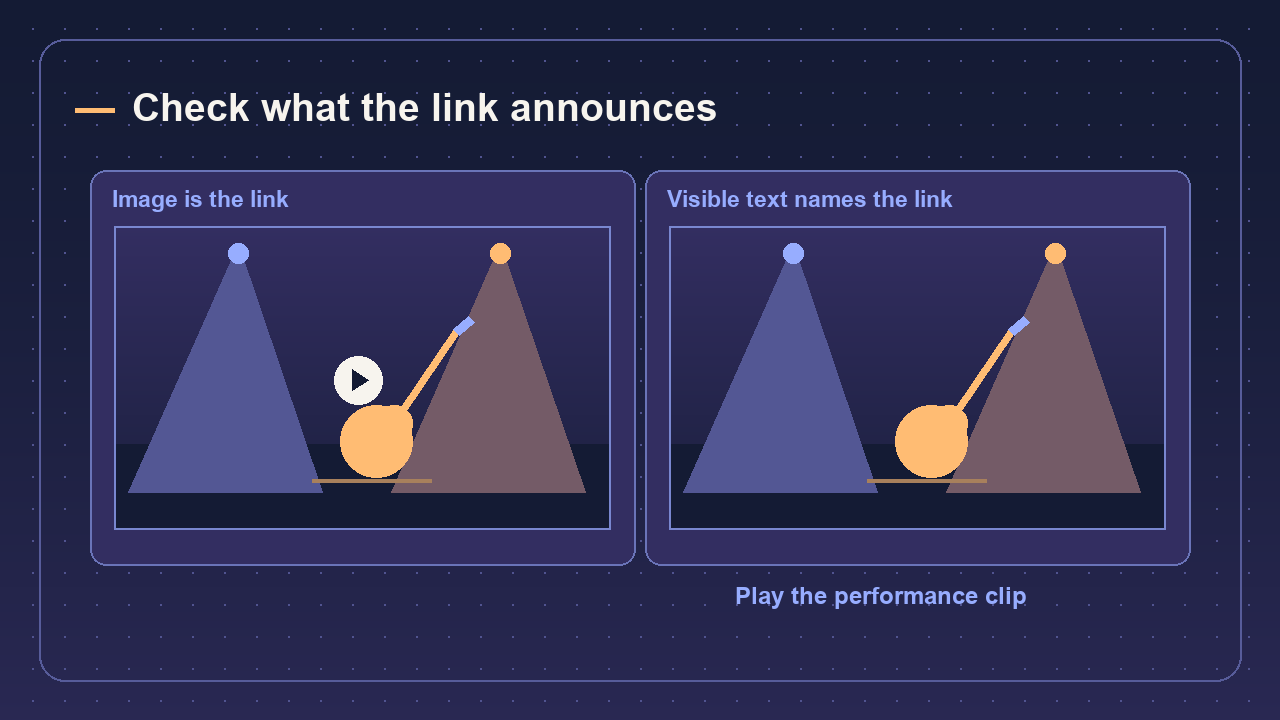 Check what the link announces
Image is the link
Visible text names the link
Play the performance clip